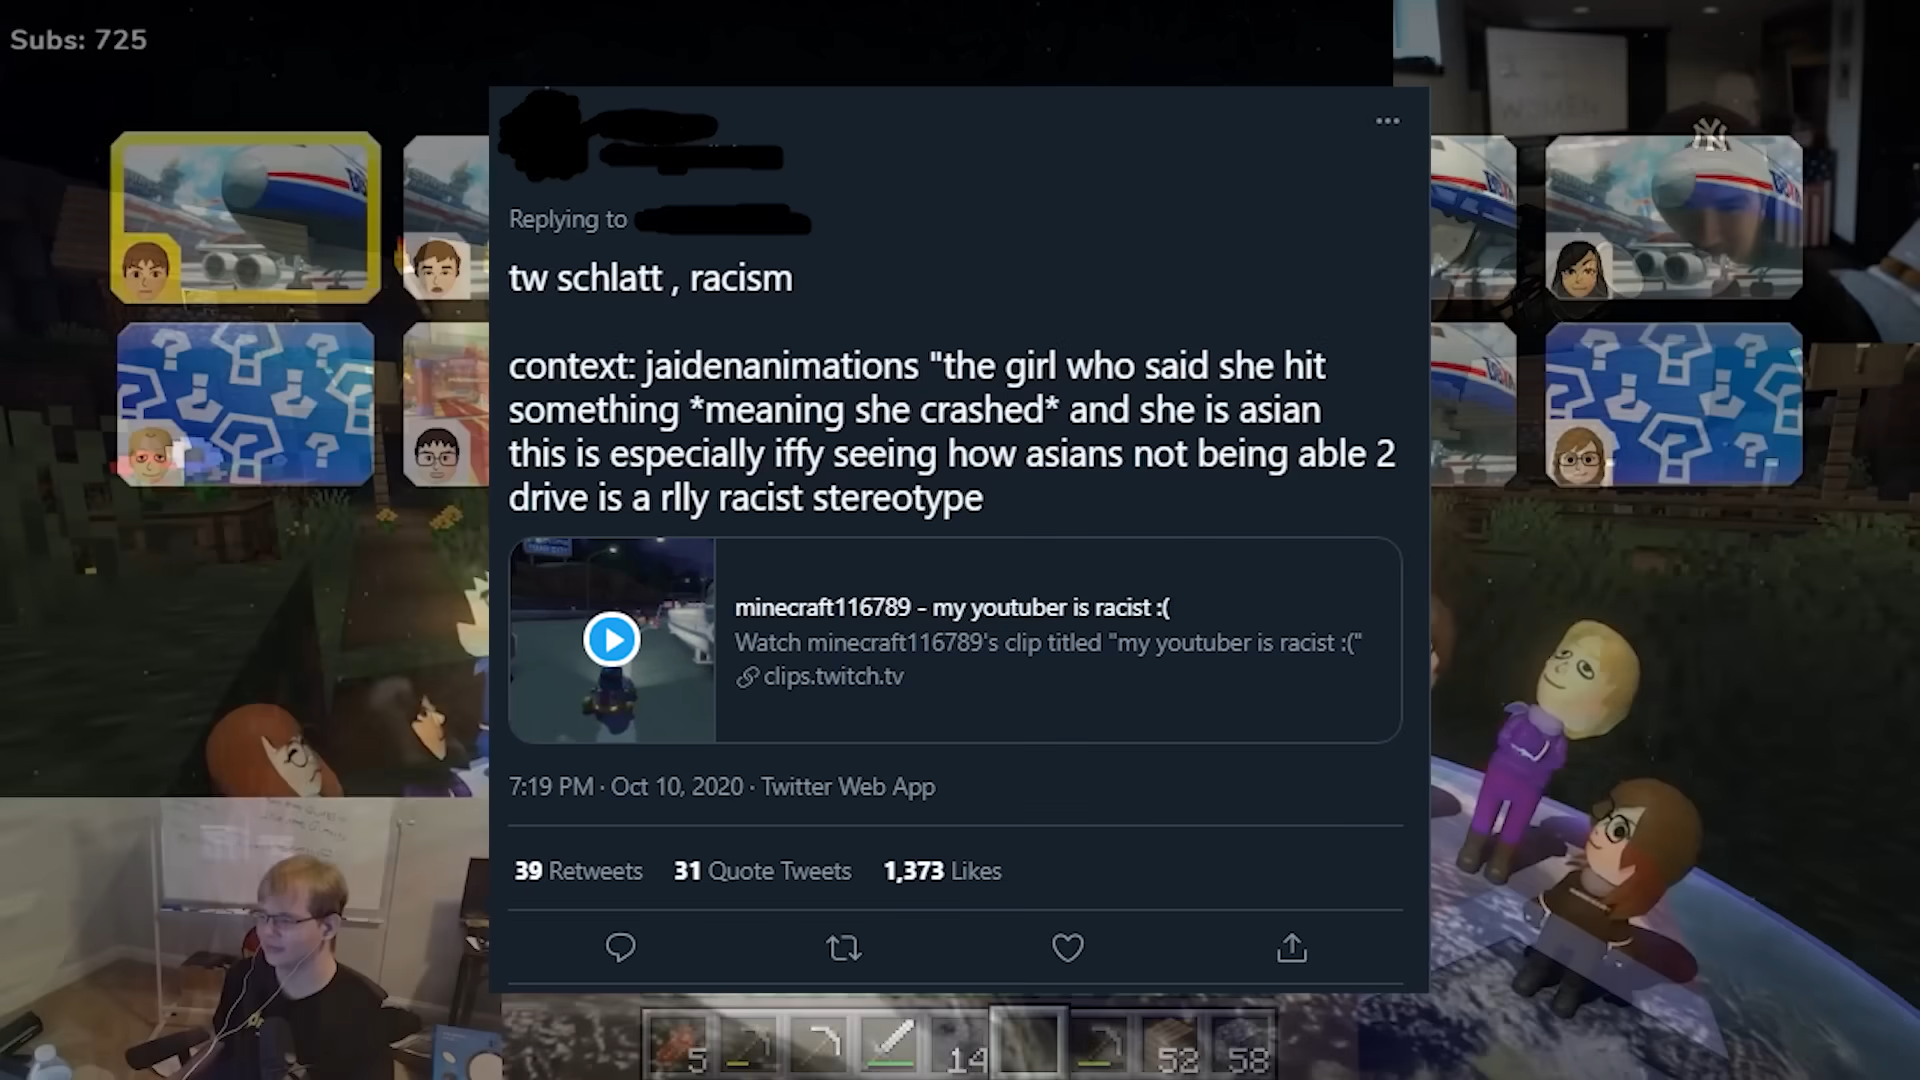 Subs: 725
WOMEN
Replying to
tw schlatt , racism
context: jaidenanimations "the girl who said she hit
something *meaning she crashed* and she is asian
this is especially iffy seeing how asians not being able 2
drive is a rlly racist stereotype
minecraft116789 - my youtuber is racist :(
Watch minecraft116789's clip titled "my youtuber is racist :("
clips.twitch.tv
7:19 PM · Oct 10, 2020 · Twitter Web App
39 Retweets 31 Quote Tweets 1,373 Likes
5 14 52 58